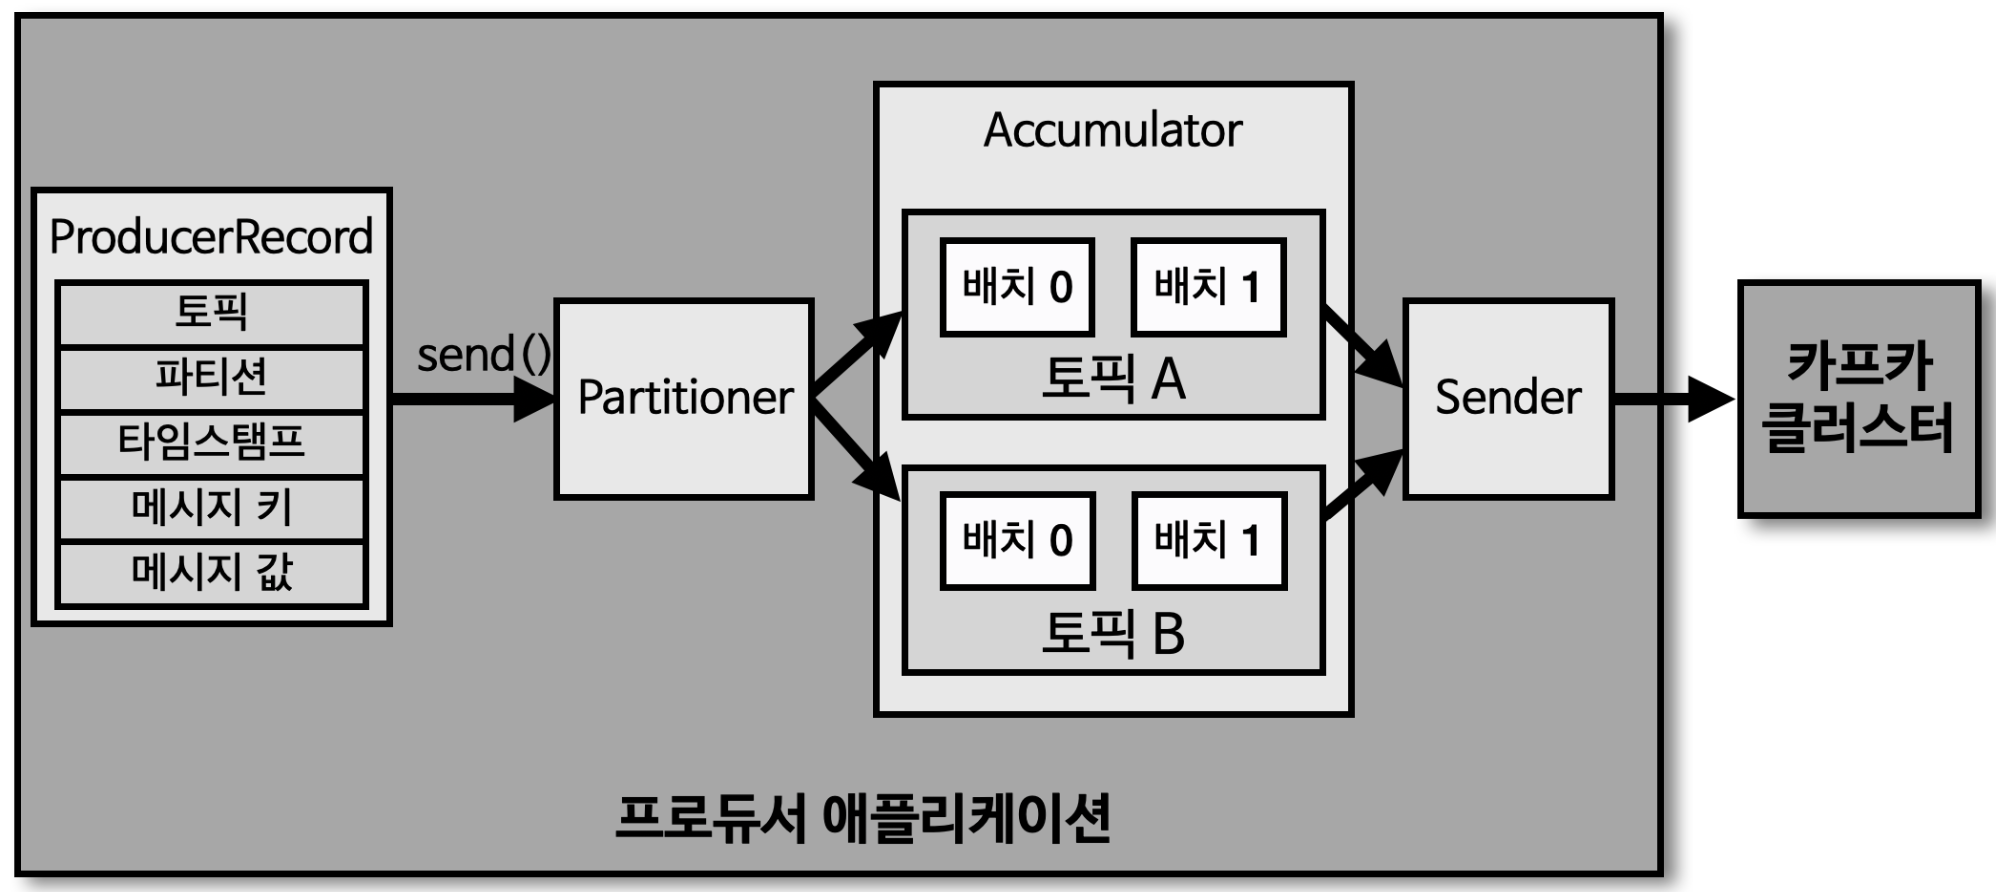 ProducerRecord
토픽
파티션
타임스탬프
메시지 키
메시지 값
send()
Partitioner
Accumulator
배치 0
배치 1
토픽 A
배치 0
배치 1
토픽 B
Sender
카프카
클러스터
프로듀서 애플리케이션